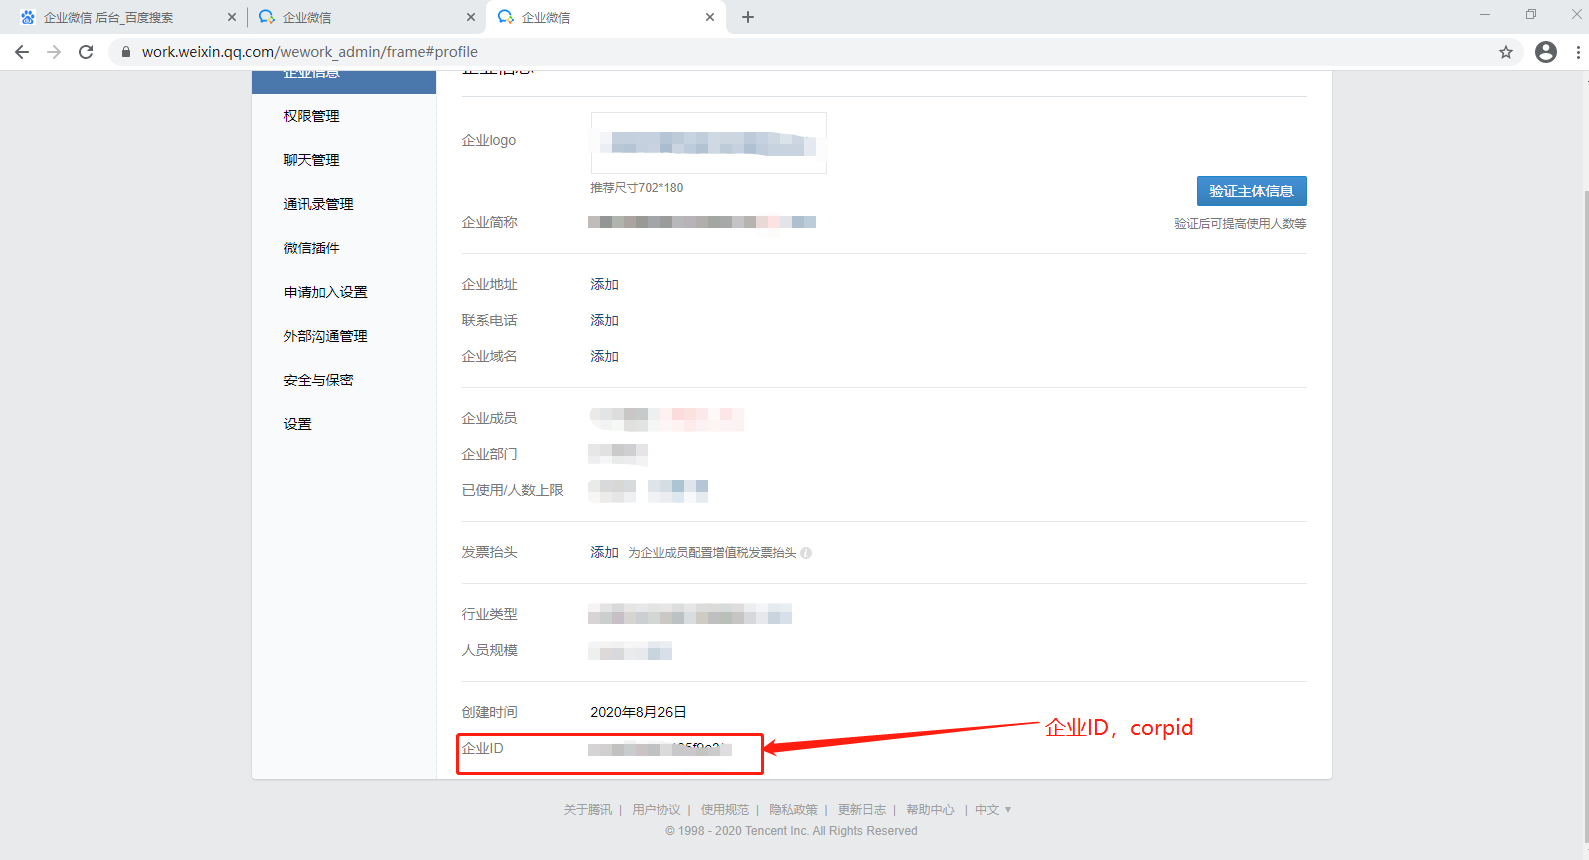 企业微信 后台_百度搜索
企业微信
企业微信
work.weixin.qq.com/wework_admin/frame#profile
企业信息
权限管理
聊天管理
通讯录管理
微信插件
申请加入设置
外部沟通管理
安全与保密
设置
企业信息
企业logo
推荐尺寸702*180
验证主体信息
企业简称
验证后可提高使用人数等
企业地址 添加
联系电话 添加
企业域名 添加
企业成员
企业部门
已使用/人数上限
发票抬头 添加 为企业成员配置增值税发票抬头
行业类型
人员规模
创建时间 2020年8月26日
企业ID
企业ID，corpid
关于腾讯 | 用户协议 | 使用规范 | 隐私政策 | 更新日志 | 帮助中心 | 中文
© 1998 - 2020 Tencent Inc. All Rights Reserved